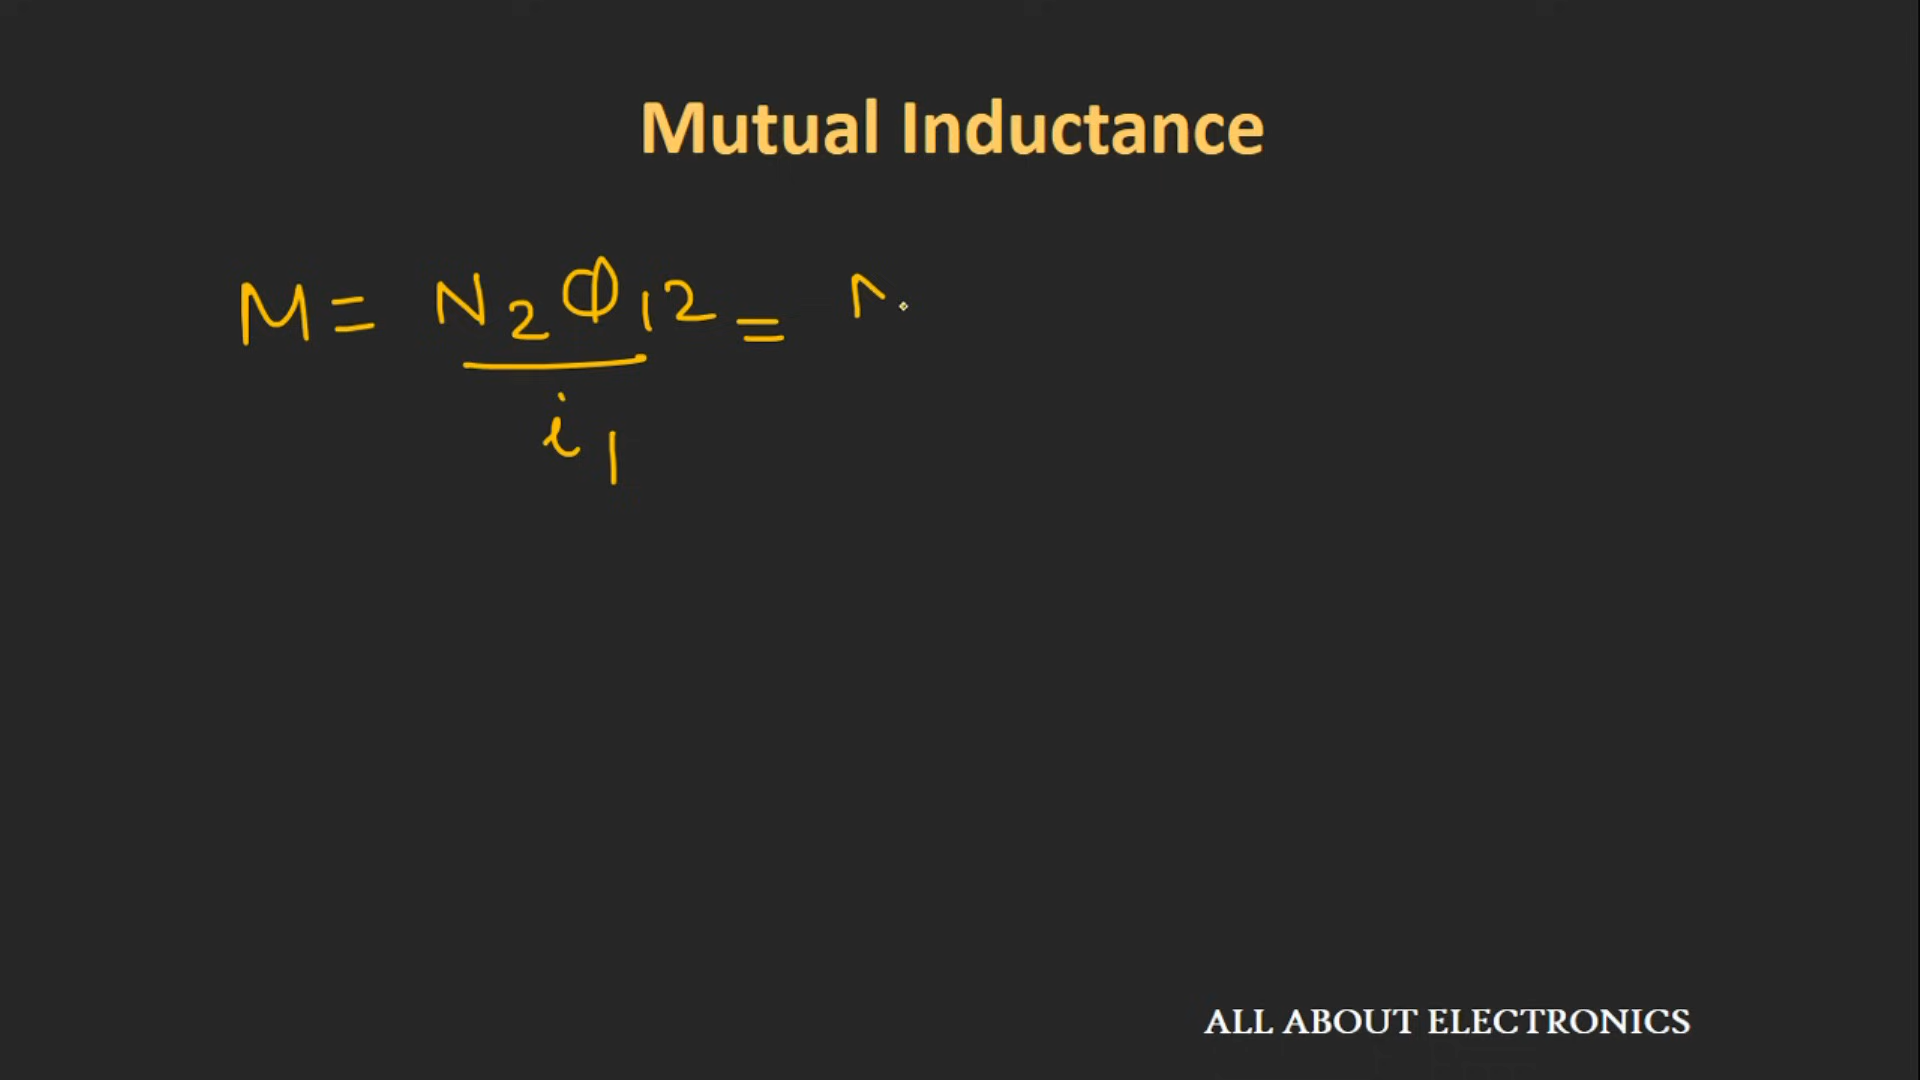 Mutual Inductance
M = N₂Φ₁₂ / i₁ =
ALL ABOUT ELECTRONICS